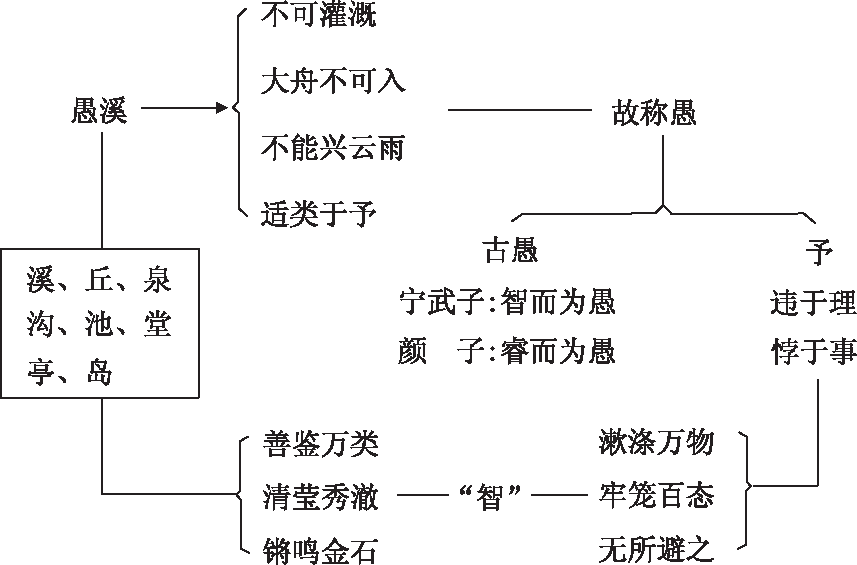 不可灌溉
大舟不可入
愚溪
故称愚
不能兴云雨
适类于予
古愚
予
溪、丘、泉
沟、池、堂
亭、岛
宁武子:智而为愚
颜 子:睿而为愚
违于理
悖于事
善鉴万类
清莹秀澈
锵鸣金石
“智”
漱涤万物
牢笼百态
无所避之